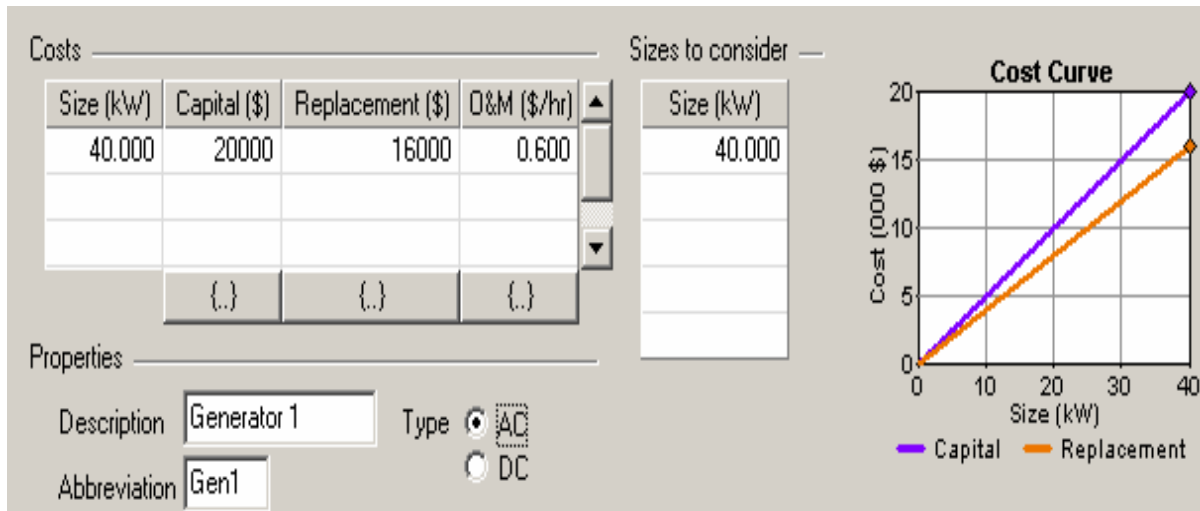 Costs
Size (kW) Capital ($) Replacement ($) O&M ($/hr)
40.000 20000 16000 0.600
{..} {..} {..}
Sizes to consider
Size (kW)
40.000
Properties
Description Generator 1 Type AC
DC
Abbreviation Gen1
Cost Curve
20
15
10
5
0
Cost (000 $)
0 10 20 30 40
Size (kW)
Capital Replacement